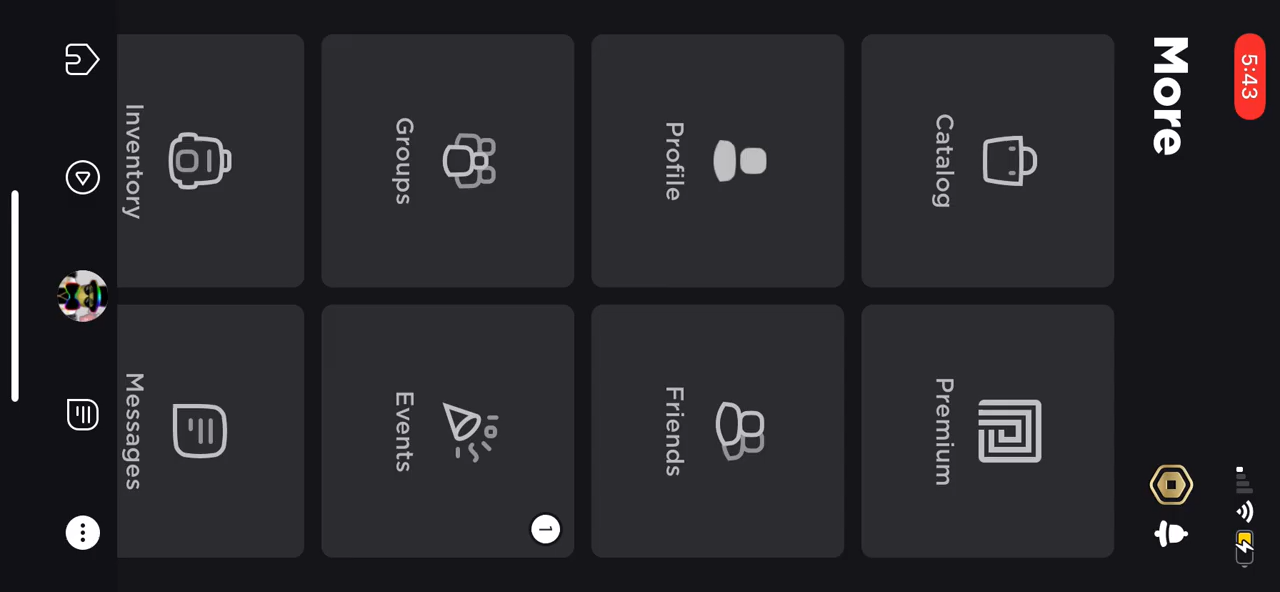 5:43
More
Catalog
Premium
Profile
Friends
Groups
Events
1
Inventory
Messages